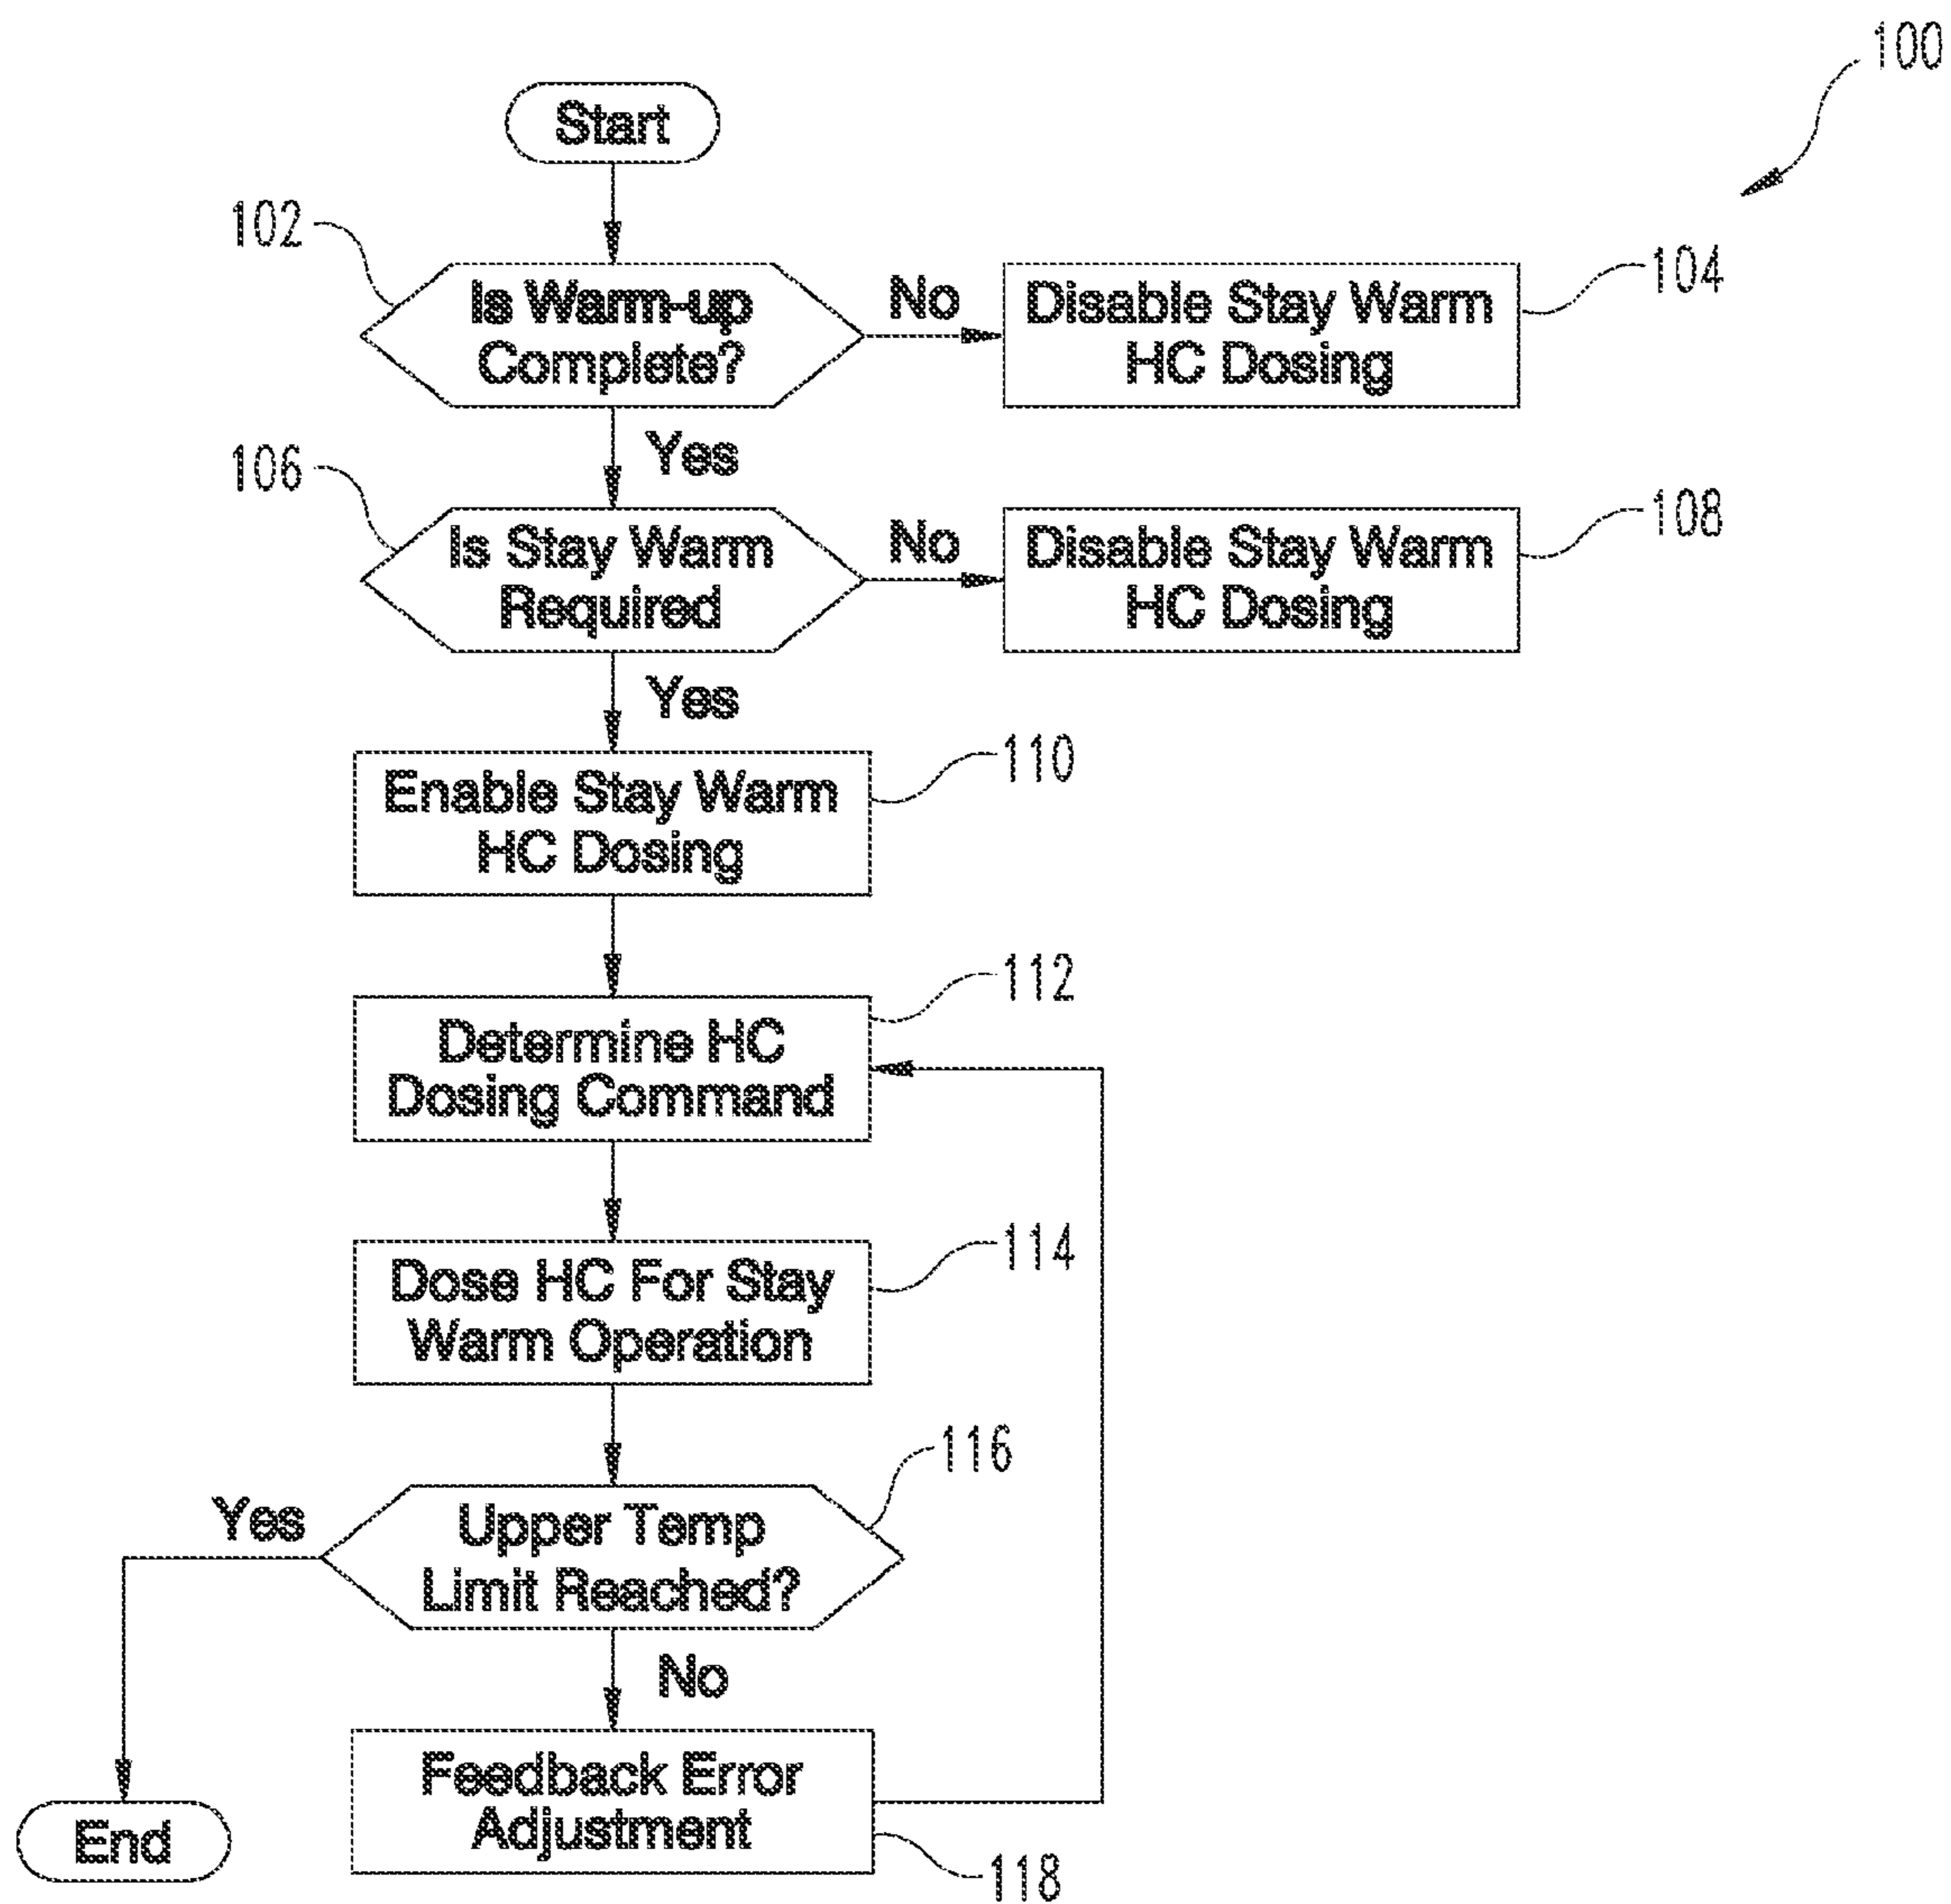 100
Start
102
Is Warm-up
Complete?
No
Disable Stay Warm
HC Dosing
104
Yes
106
Is Stay Warm
Required
No
Disable Stay Warm
HC Dosing
108
Yes
Enable Stay Warm
HC Dosing
110
Determine HC
Dosing Command
112
Dose HC For Stay
Warm Operation
114
Upper Temp
Limit Reached?
116
Yes
No
Feedback Error
Adjustment
118
End